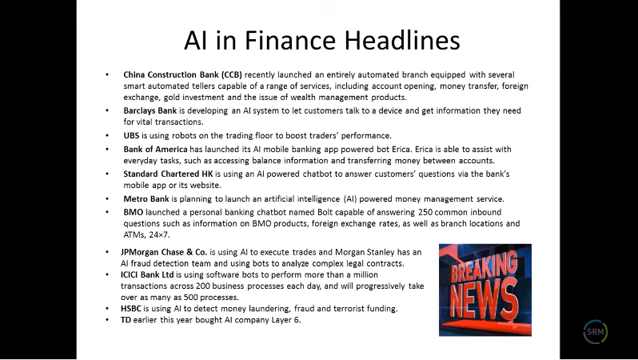 AI in Finance Headlines
• China Construction Bank (CCB) recently launched an entirely automated branch equipped with several
smart automated tellers capable of a range of services, including account opening, money transfer, foreign
exchange, gold investment and the issue of wealth management products.
• Barclays Bank is developing an AI system to let customers talk to a device and get information they need
for vital transactions.
• UBS is using robots on the trading floor to boost traders' performance.
• Bank of America has launched its AI mobile banking app powered bot Erica. Erica is able to assist with
everyday tasks, such as accessing balance information and transferring money between accounts.
• Standard Chartered HK is using an AI powered chatbot to answer customers' questions via the bank's
mobile app or its website.
• Metro Bank is planning to launch an artificial intelligence (AI) powered money management service.
• BMO launched a personal banking chatbot named Bolt capable of answering 250 common inbound
questions such as information on BMO products, foreign exchange rates, as well as branch locations and
ATMs, 24×7.
• JPMorgan Chase & Co. is using AI to execute trades and Morgan Stanley has an
AI fraud detection team and using bots to analyze complex legal contracts.
• ICICI Bank Ltd is using software bots to perform more than a million
transactions across 200 business processes each day, and will progressively take
over as many as 500 processes.
• HSBC is using AI to detect money laundering, fraud and terrorist funding.
• TD earlier this year bought AI company Layer 6.
BREAKING
NEWS
SRM